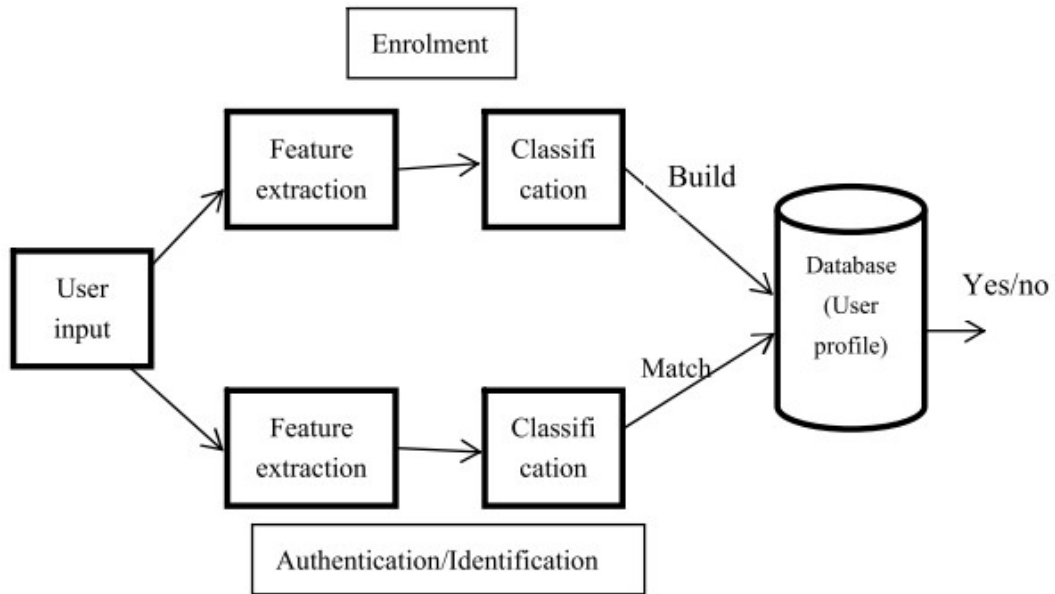 Enrolment
Feature
extraction
Classifi
cation
Build
User
input
Database
(User
profile)
Yes/no
Match
Feature
extraction
Classifi
cation
Authentication/Identification